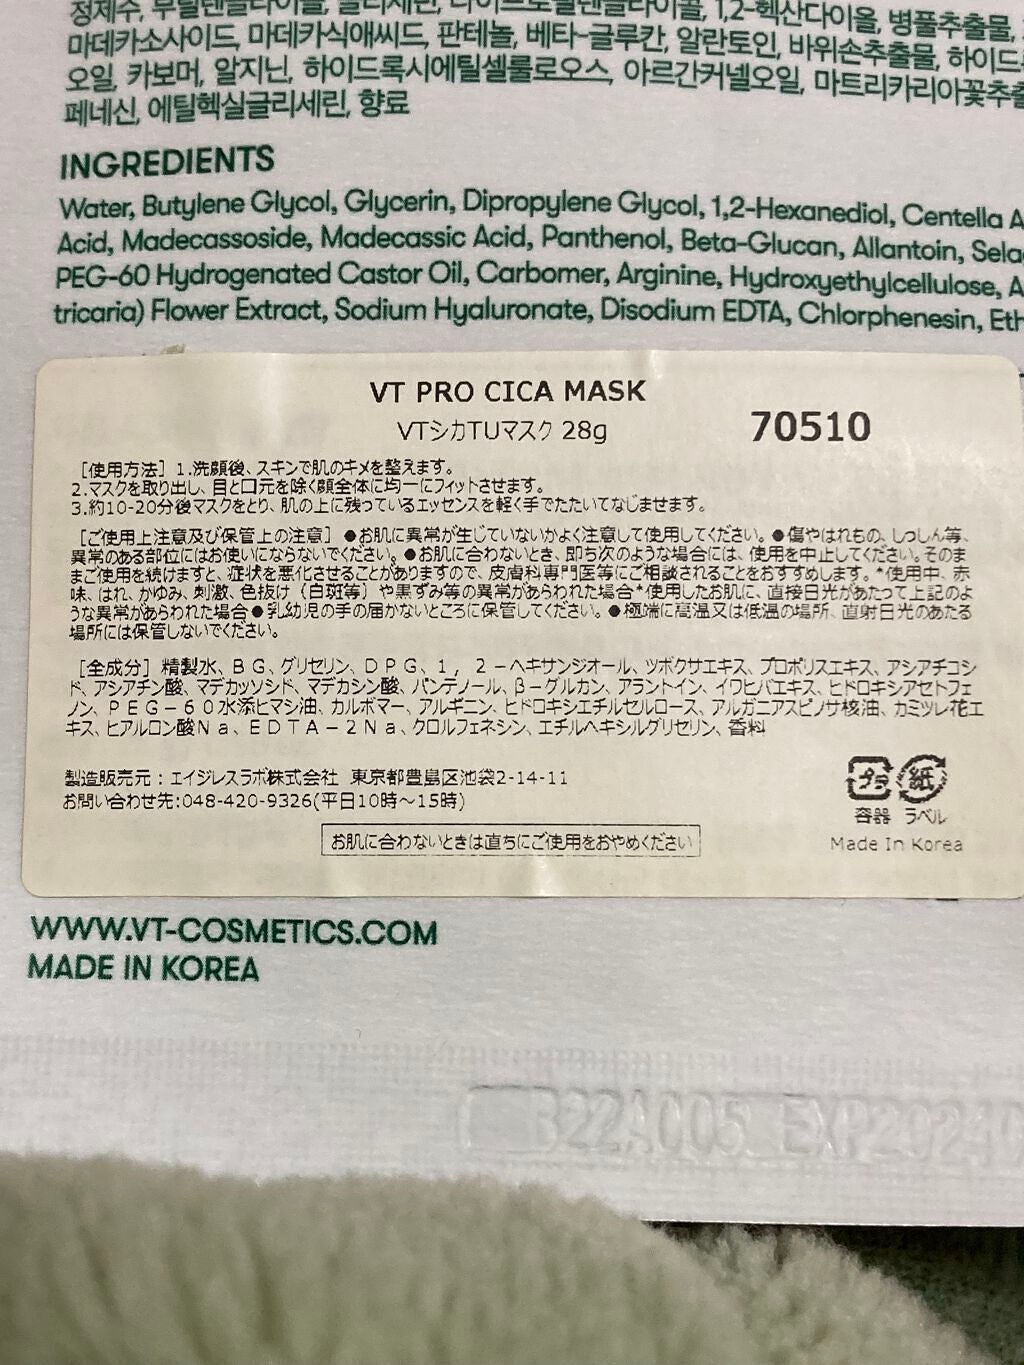 정제수, 부틸렌글라이콜, 글리세린, 다이프로필렌글라이콜, 1,2-헥산다이올, 병풀추출물,
마데카소사이드, 마데카식애씨드, 판테놀, 베타-글루칸, 알란토인, 바위손추출물, 하이드
오일, 카보머, 알지닌, 하이드록시에틸셀룰로오스, 아르간커넬오일, 마트리카리아꽃추출
페네신, 에틸헥실글리세린, 향료
INGREDIENTS
Water, Butylene Glycol, Glycerin, Dipropylene Glycol, 1,2-Hexanediol, Centella A
Acid, Madecassoside, Madecassic Acid, Panthenol, Beta-Glucan, Allantoin, Sela
PEG-60 Hydrogenated Castor Oil, Carbomer, Arginine, Hydroxyethylcellulose, A
tricaria) Flower Extract, Sodium Hyaluronate, Disodium EDTA, Chlorphenesin, Eth
VT PRO CICA MASK
VTシカTUマスク 28g
70510
[使用方法] 1.洗顔後、スキンで肌のキメを整えます。
2.マスクを取り出し、目と口元を除く顔全体に均一にフィットさせます。
3.約10-20分後マスクをとり、肌の上に残っているエッセンスを軽く手でたたいてなじませます。
[ご使用上注意及び保管上の注意] ●お肌に異常が生じていないかよく注意して使用してください。●傷やはれもの、しっしん等、
異常のある部位にはお使いにならないでください。●お肌に合わないとき、即ち次のような場合には、使用を中止してください。そのま
まご使用を続けますと、症状を悪化させることがありますので、皮膚科専門医等にご相談されることをおすすめします。*使用中、赤
味、はれ、かゆみ、刺激、色抜け（白斑等）や黒ずみ等の異常があらわれた場合*使用したお肌に、直接日光があたって上記のよ
うな異常があらわれた場合●乳幼児の手の届かないところに保管してください。●極端に高温又は低温の場所、直射日光のあたる
場所には保管しないでください。
[全成分] 精製水、BG、グリセリン、DPG、1，2－ヘキサンジオール、ツボクサエキス、プロポリスエキス、アシアチコシ
ド、アシアチン酸、マデカッソシド、マデカシン酸、パンテノール、β－グルカン、アラントイン、イワヒバエキス、ヒドロキシアセトフェ
ノン、PEG－60水添ヒマシ油、カルボマー、アルギニン、ヒドロキシエチルセルロース、アルガニアスピノサ核油、カミツレ花エ
キス、ヒアルロン酸Na、EDTA－2Na、クロルフェネシン、エチルヘキシルグリセリン、香料
製造販売元：エイジレスラボ株式会社 東京都豊島区池袋2-14-11
お問い合わせ先:048-420-9326(平日10時～15時)
プラ 紙
容器 ラベル
お肌に合わないときは直ちにご使用をおやめください
Made In Korea
WWW.VT-COSMETICS.COM
MADE IN KOREA
B22A005 EXP20240